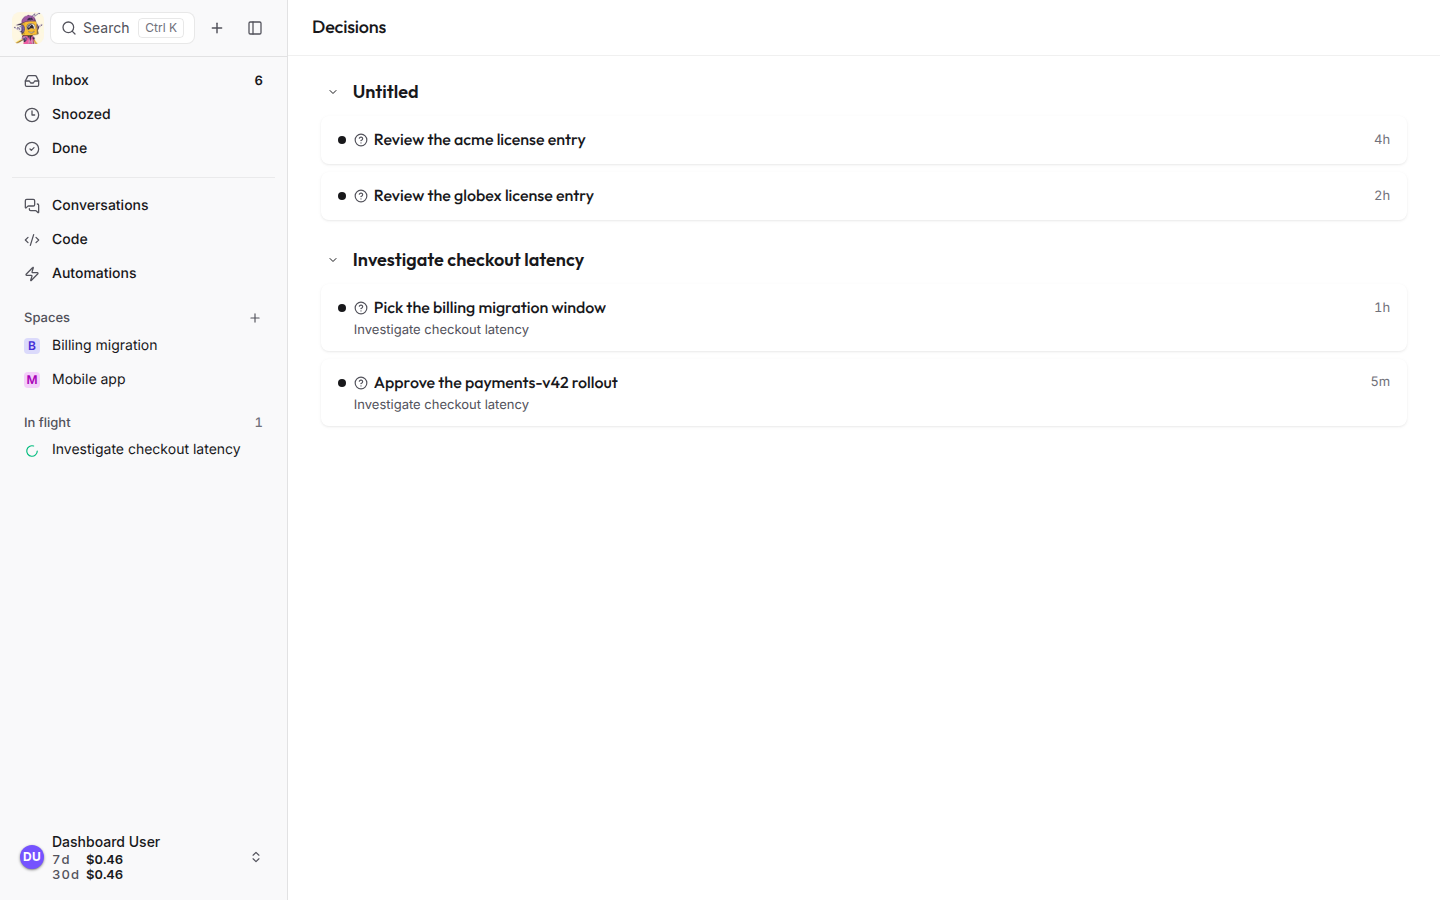 Search Ctrl K
Inbox 6
Snoozed
Done
Conversations
Code
Automations
Spaces
B Billing migration
M Mobile app
In flight 1
Investigate checkout latency
DU Dashboard User
7d $0.46
30d $0.46
Decisions
Untitled
Review the acme license entry 4h
Review the globex license entry 2h
Investigate checkout latency
Pick the billing migration window 1h
Investigate checkout latency
Approve the payments-v42 rollout 5m
Investigate checkout latency